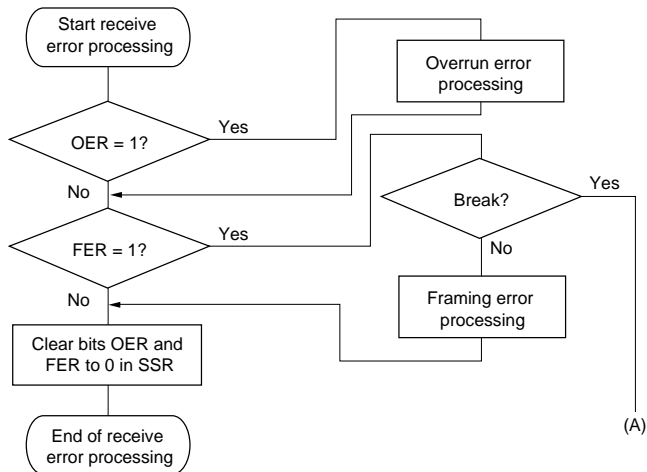 Start receive
error processing
Overrun error
processing
OER = 1?
Yes
No
Break?
Yes
FER = 1?
Yes
No
No
Framing error
processing
Clear bits OER and
FER to 0 in SSR
End of receive
error processing
(A)